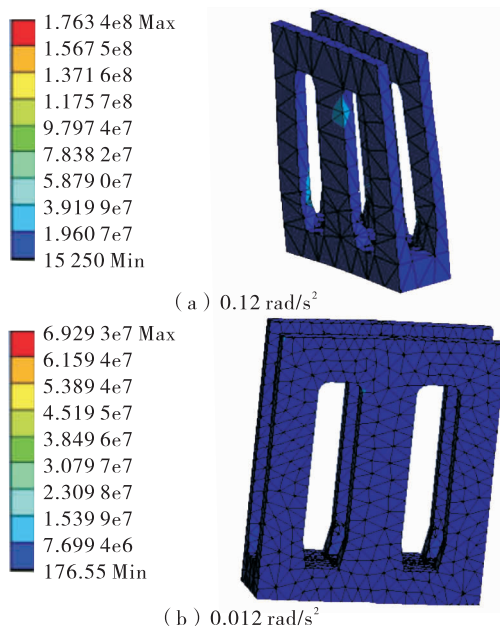 1.763 4e8 Max
1.567 5e8
1.371 6e8
1.175 7e8
9.797 4e7
7.838 2e7
5.879 0e7
3.919 9e7
1.960 7e7
15 250 Min
(a) 0.12 rad/s²
6.929 3e7 Max
6.159 4e7
5.389 4e7
4.519 5e7
3.849 6e7
3.079 7e7
2.309 8e7
1.539 9e7
7.699 4e6
176.55 Min
(b) 0.012 rad/s²